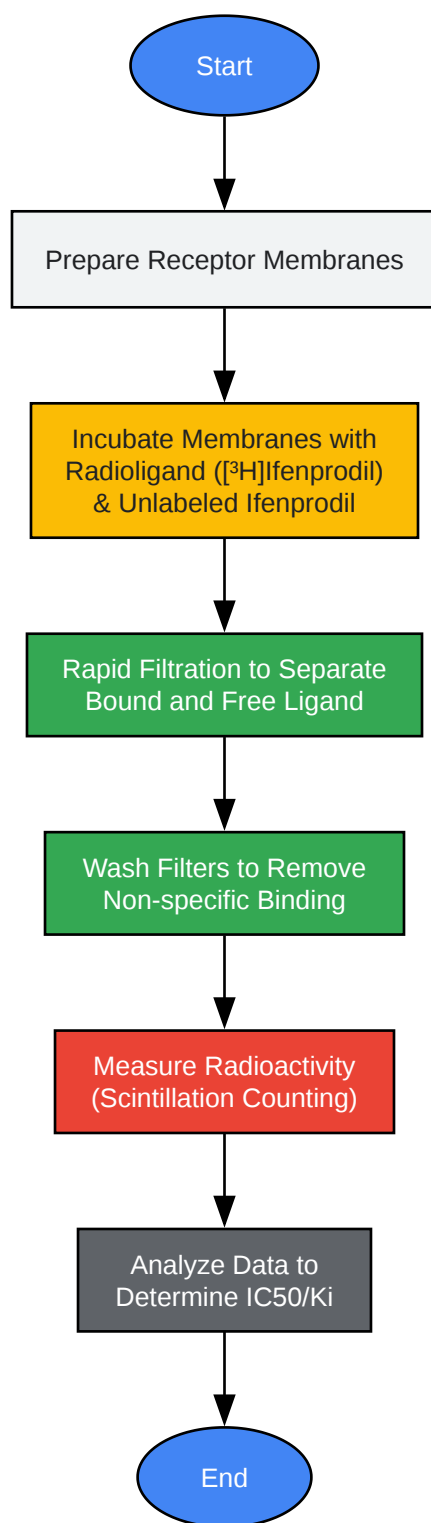 Start
Prepare Receptor Membranes
Incubate Membranes with
Radioligand ([³H]Ifenprodil)
& Unlabeled Ifenprodil
Rapid Filtration to Separate
Bound and Free Ligand
Wash Filters to Remove
Non-specific Binding
Measure Radioactivity
(Scintillation Counting)
Analyze Data to
Determine IC50/Ki
End